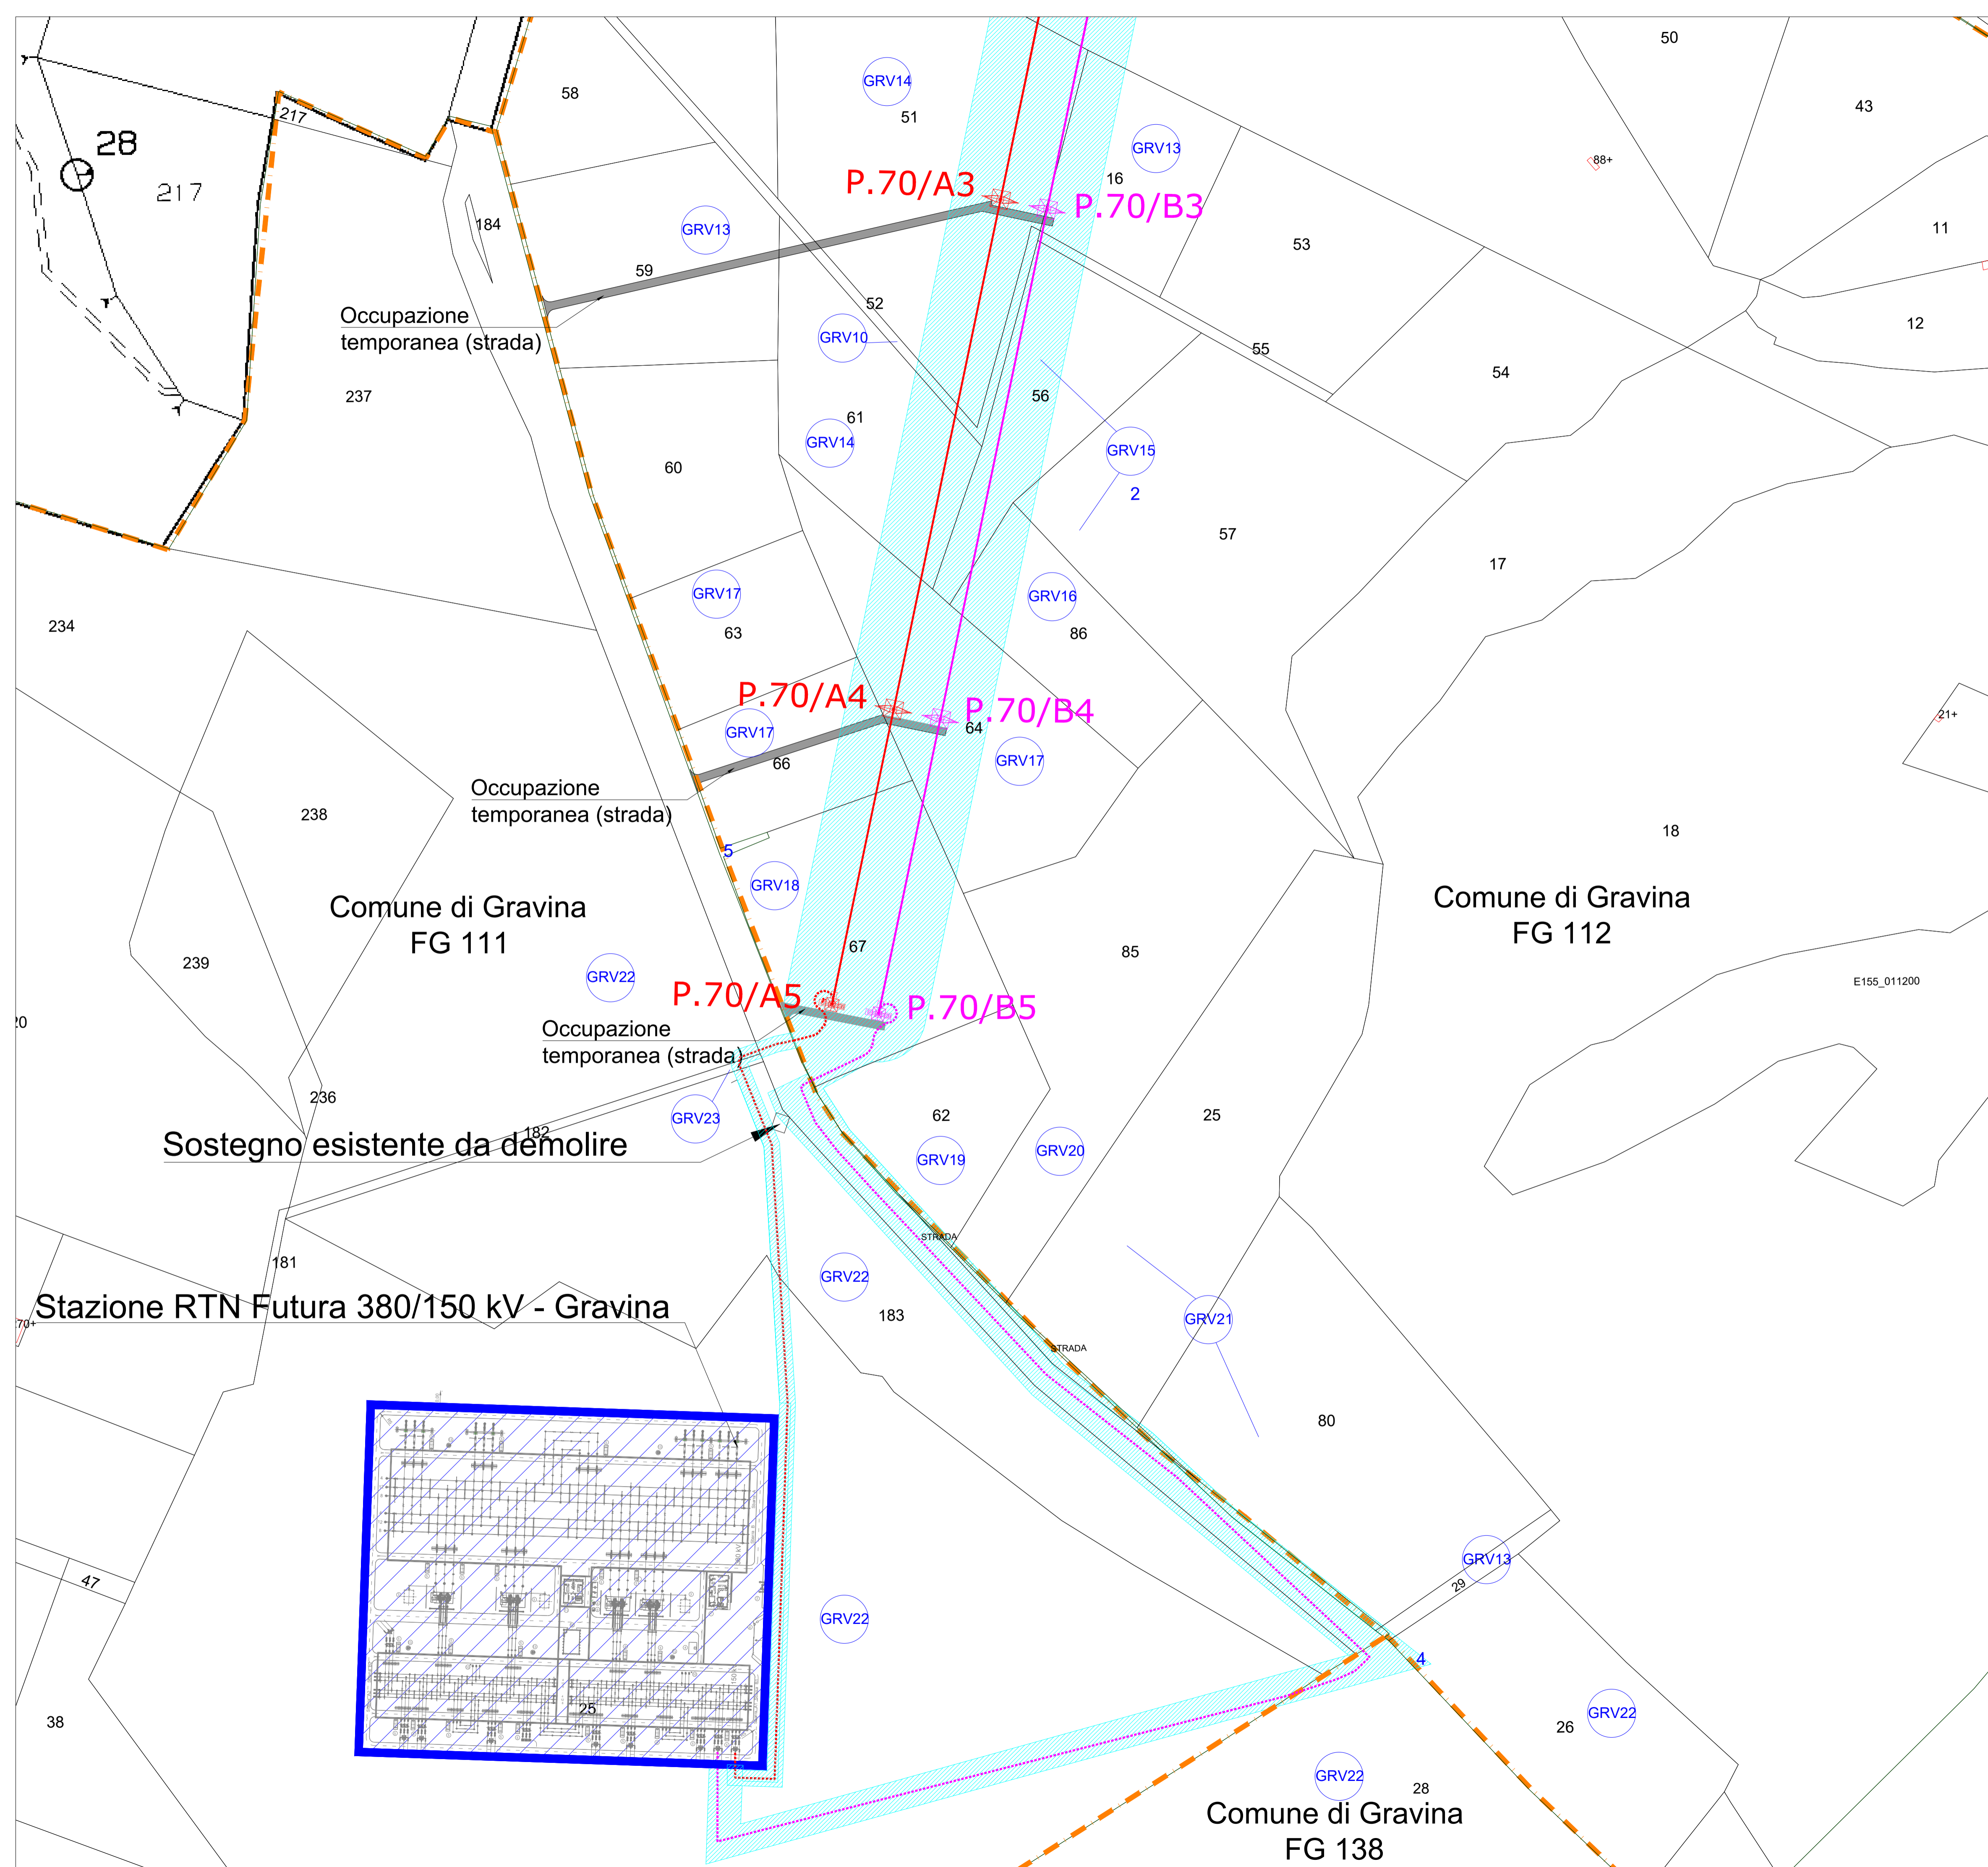 50
58
GRV14
43
51
217
28
GRV13
88+
16
P.70/A3
217
P.70/B3
184
GRV13
11
53
59
52
Occupazione
temporanea (strada)
12
GRV10
55
54
237
56
61
GRV14
GRV15
60
2
57
17
GRV17
GRV16
234
63
86
P.70/A4
P.70/B4
21+
64
GRV17
66
GRV17
Occupazione
temporanea (strada)
238
18
5
GRV18
Comune di Gravina
FG 111
Comune di Gravina
FG 112
67
85
239
GRV22
E155_011200
P.70/A5
P.70/B5
20
Occupazione
temporanea (strada)
236
62
25
GRV23
182
Sostegno esistente da demolire
GRV19
GRV20
STRADA
181
GRV22
Stazione RTN Futura 380/150 kV - Gravina
183
GRV21
70+
STRADA
80
GRV13
47
29
GRV22
4
25
38
GRV22
26
GRV22
28
Comune di Gravina
FG 138